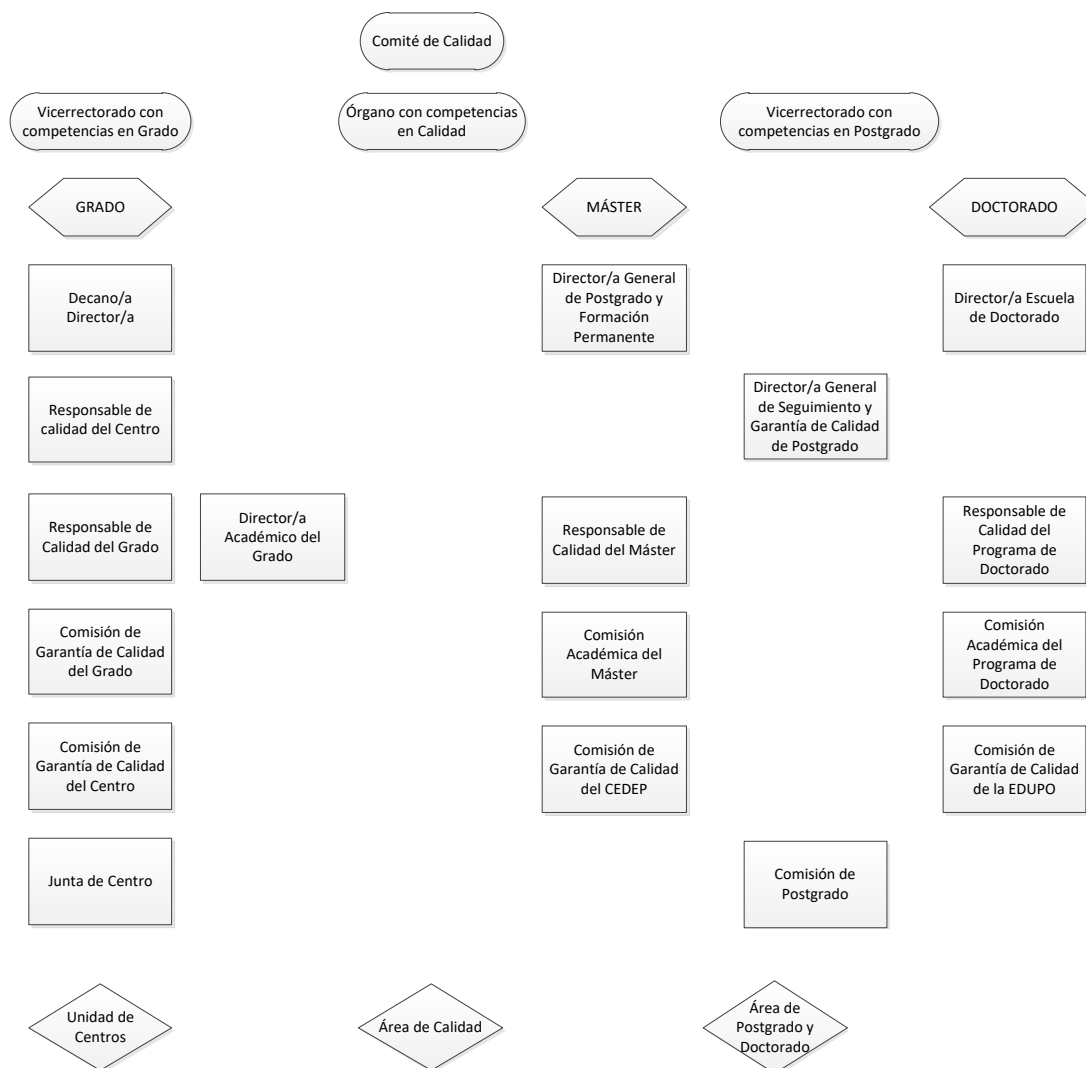 Comité de Calidad
Vicerrectorado con
competencias en Grado
Órgano con competencias
en Calidad
Vicerrectorado con
competencias en Postgrado
GRADO
MÁSTER
DOCTORADO
Decano/a
Director/a
Director/a General
de Postgrado y
Formación
Permanente
Director/a Escuela
de Doctorado
Responsable de
calidad del Centro
Director/a General
de Seguimiento y
Garantía de Calidad
de Postgrado
Responsable de
Calidad del Grado
Director/a
Académico del
Grado
Responsable de
Calidad del Máster
Responsable de
Calidad del
Programa de
Doctorado
Comisión de
Garantía de Calidad
del Grado
Comisión
Académica del
Máster
Comisión
Académica del
Programa de
Doctorado
Comisión de
Garantía de Calidad
del Centro
Comisión de
Garantía de Calidad
del CEDEP
Comisión de
Garantía de Calidad
de la EDUPO
Junta de Centro
Comisión de
Postgrado
Unidad de
Centros
Área de Calidad
Área de
Postgrado y
Doctorado